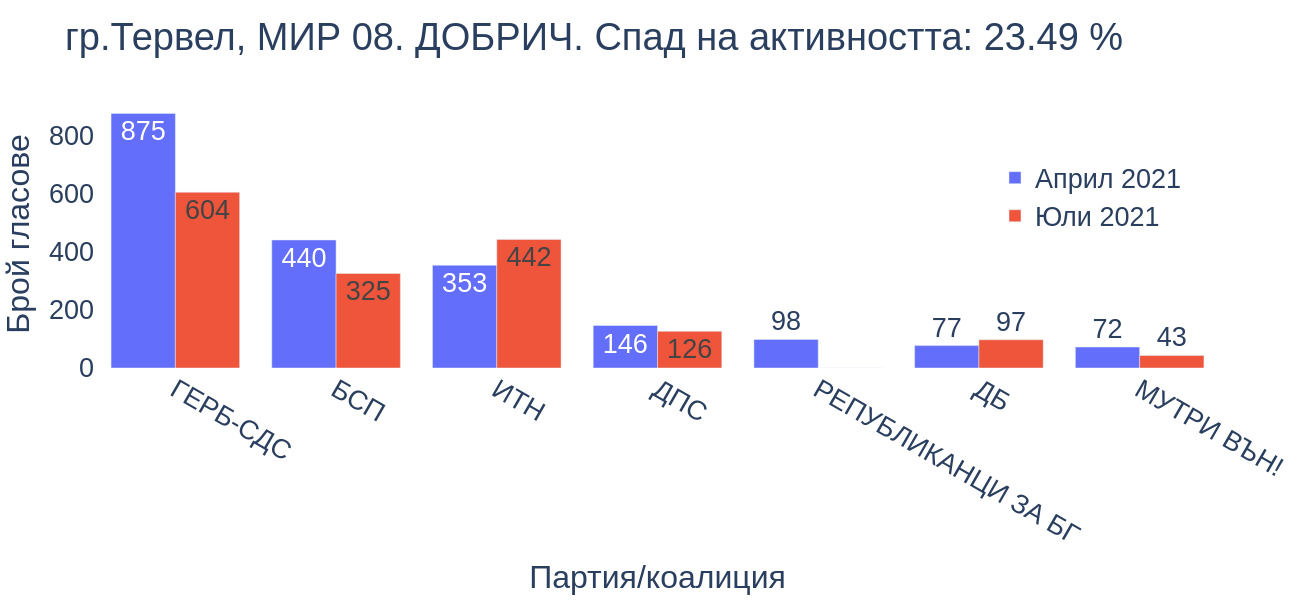 гр.Тервел, МИР 08. ДОБРИЧ. Спад на активността: 23.49 %
Брой гласове
800
600
400
200
0
875
604
440
325
353
442
146
126
98
77
97
72
43
Април 2021
Юли 2021
ГЕРБ-СДС
БСП
ИТН
ДПС
РЕПУБЛИКАНЦИ ЗА БГ
ДБ
МУТРИ ВЪН!
Партия/коалиция